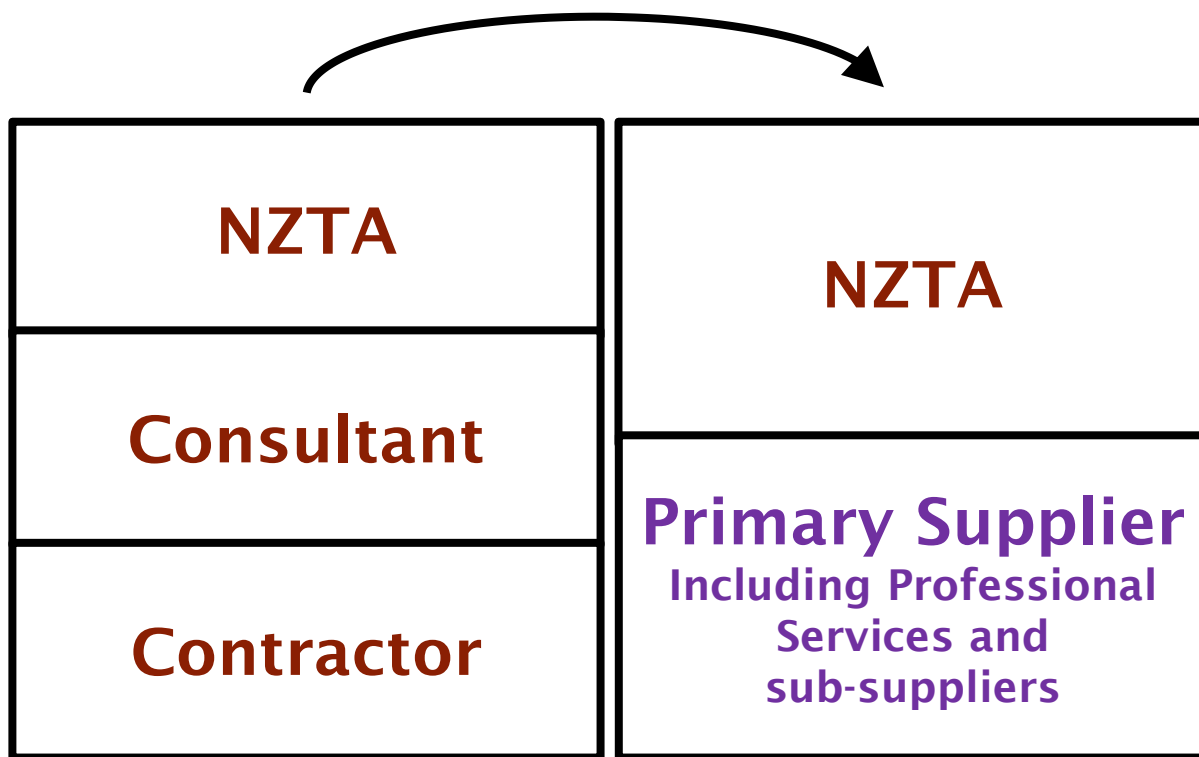 NZTA
Consultant
Contractor
NZTA
Primary Supplier
Including Professional
Services and
sub-suppliers